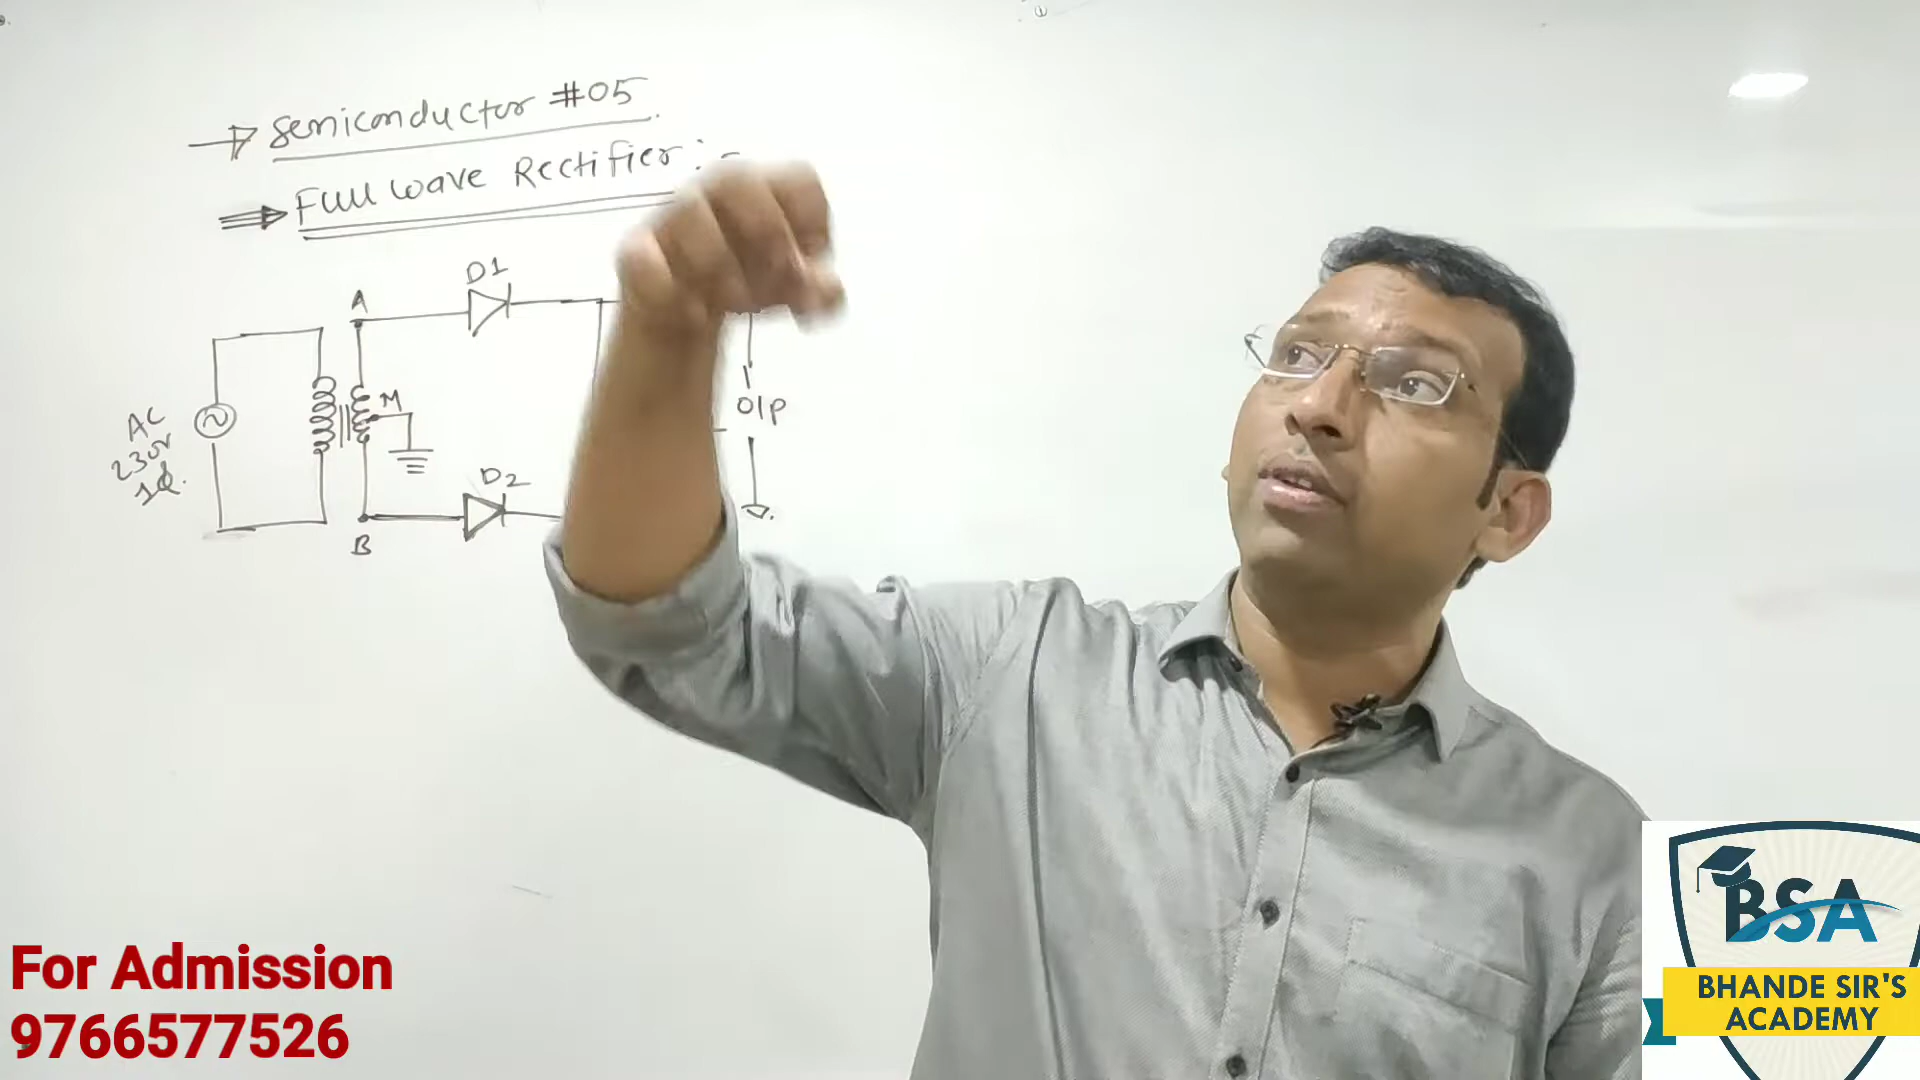 semiconductor #05
Full wave Rectifier :-
D1
A
M
AC
230v
1Φ.
O/P
D2
B
For Admission
9766577526
BSA
BHANDE SIR'S
ACADEMY